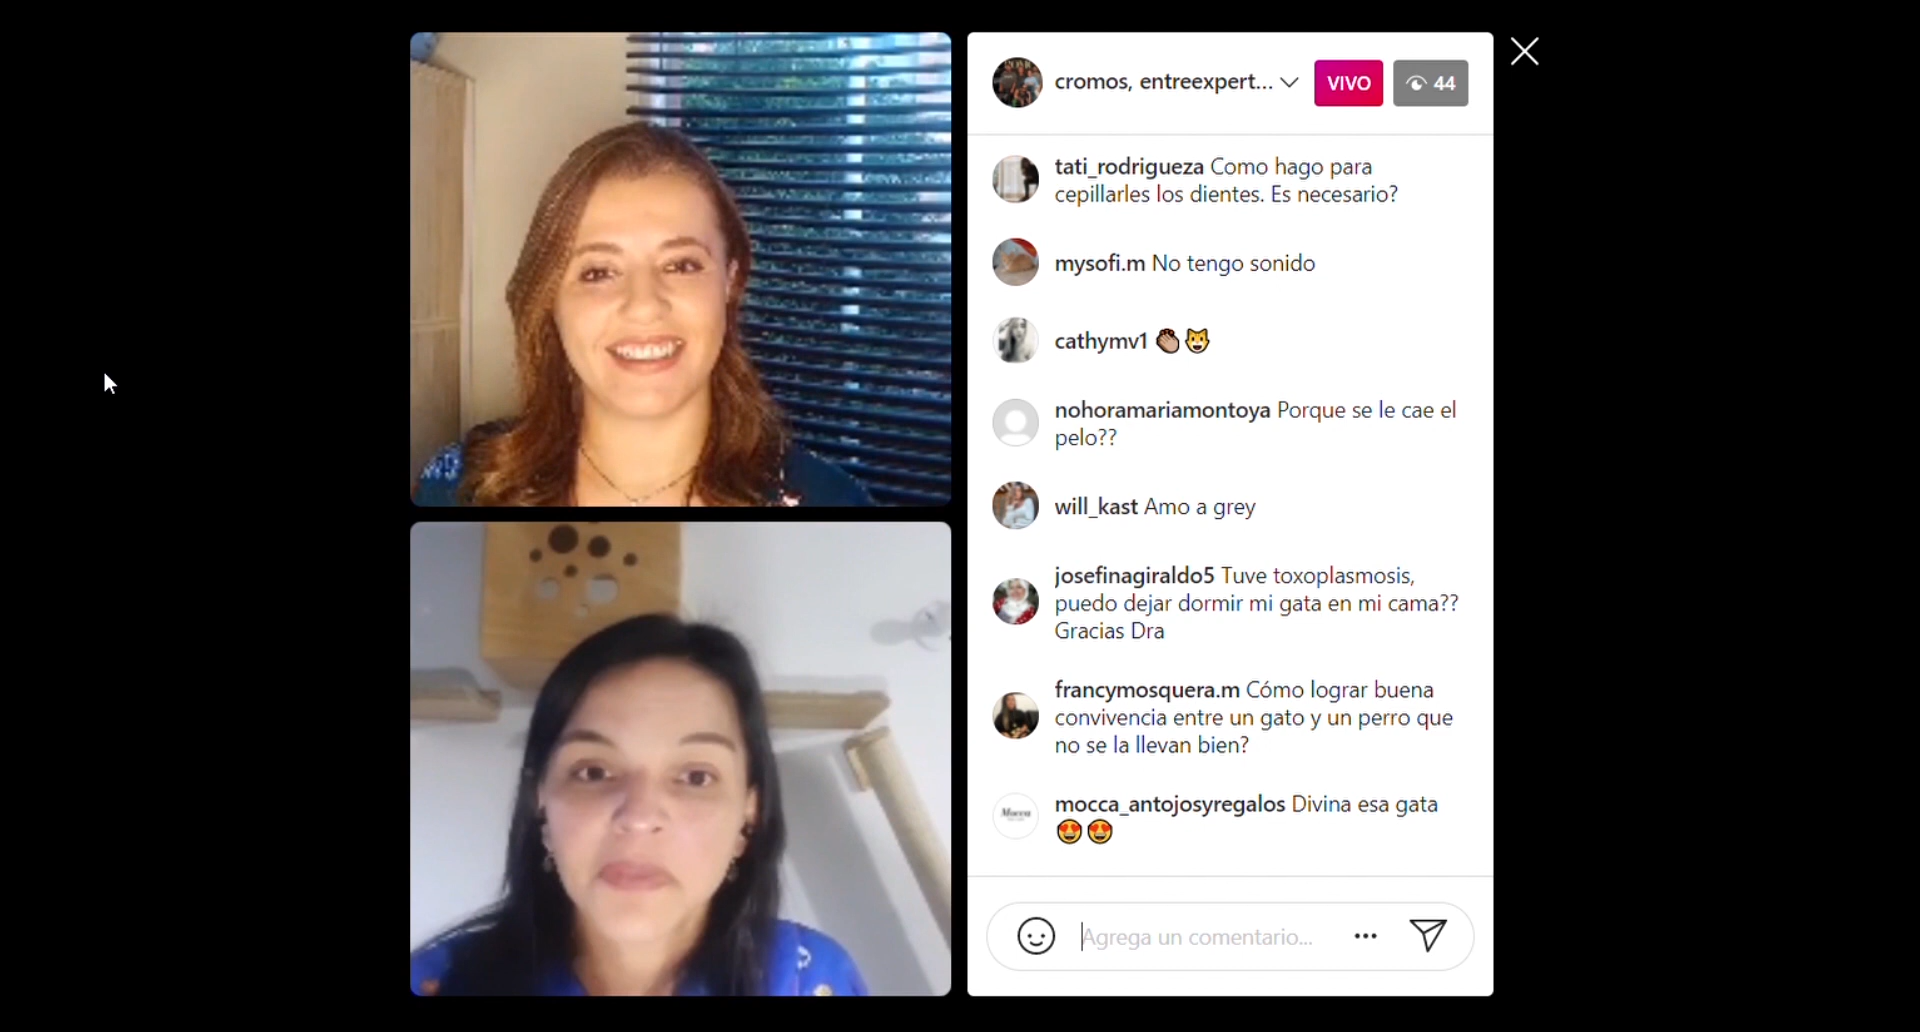 cromos, entreexpert...
VIVO
44
tati_rodrigueza Como hago para
cepillarles los dientes. Es necesario?
mysofi.m No tengo sonido
cathymv1 👏🏽😺
nohoramariamontoya Porque se le cae el
pelo??
will_kast Amo a grey
josefinagiraldo5 Tuve toxoplasmosis,
puedo dejar dormir mi gata en mi cama??
Gracias Dra
francymosquera.m Cómo lograr buena
convivencia entre un gato y un perro que
no se la llevan bien?
Mocca
mocca_antojosyregalos Divina esa gata
😍😍
Agrega un comentario...